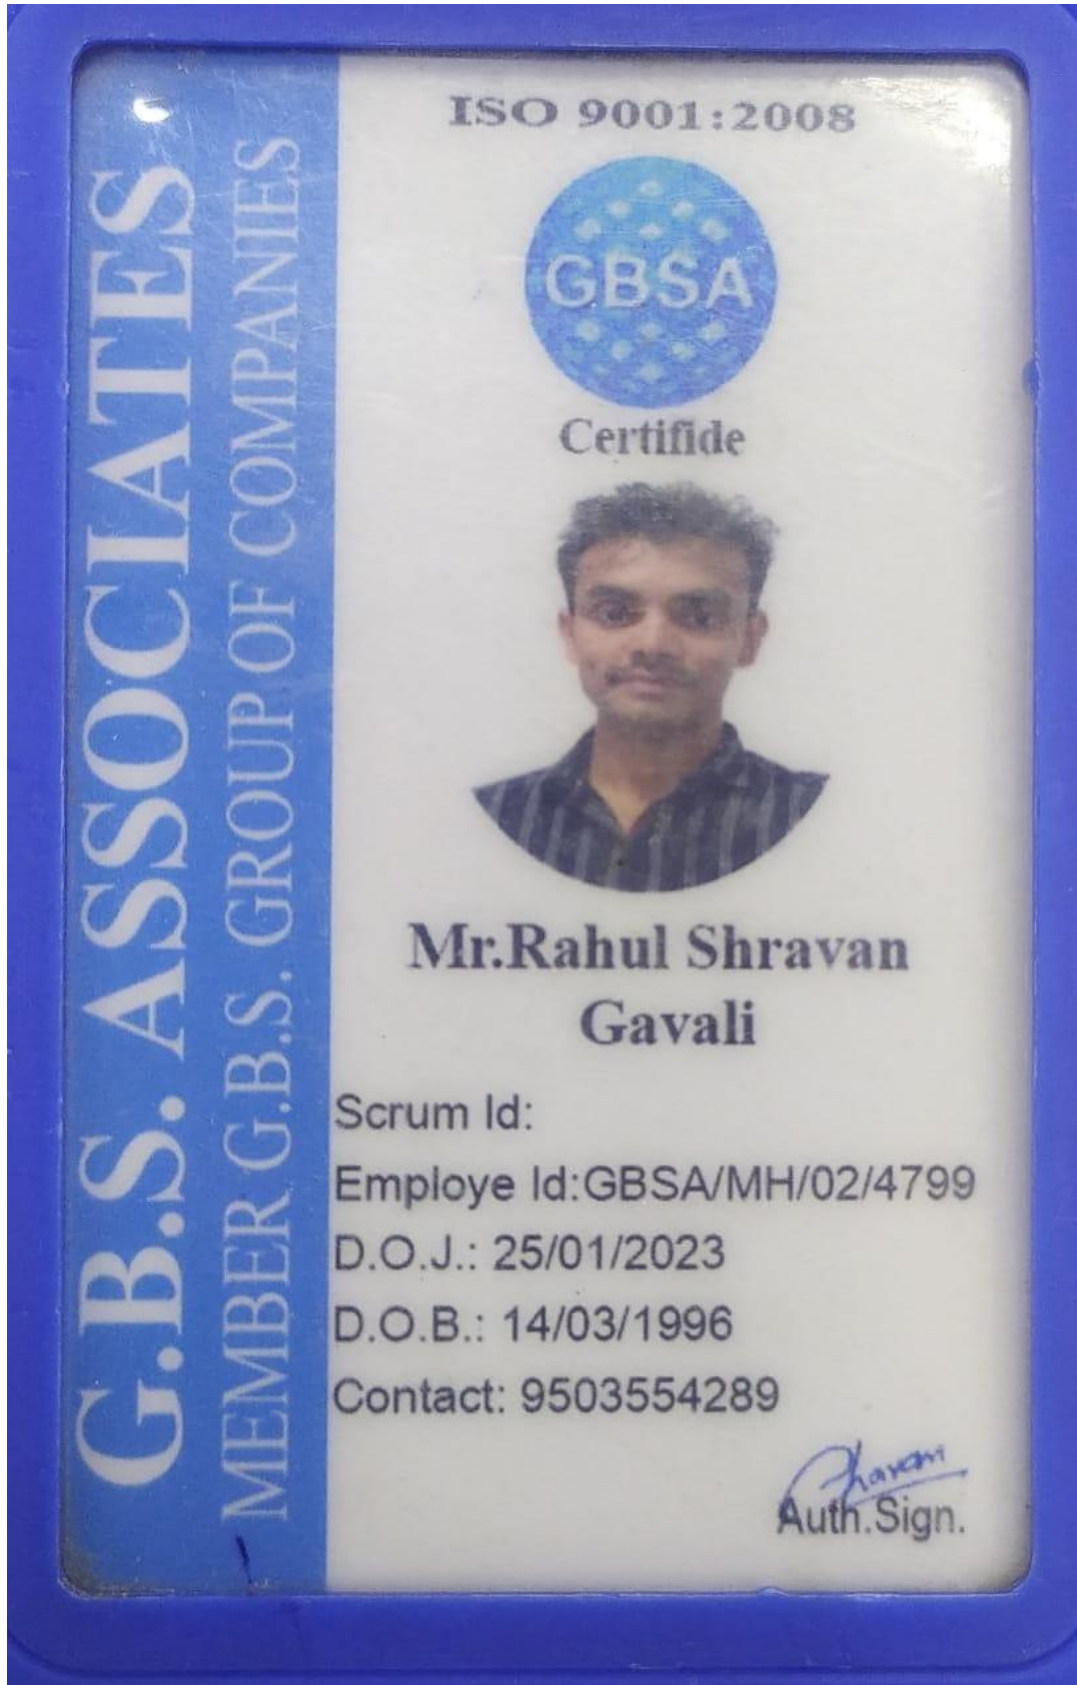 G.B.S. ASSOCIATES
MEMBER G.B.S. GROUP OF COMPANIES
ISO 9001:2008
GBSA
Certifide
Mr.Rahul Shravan
Gavali
Scrum Id:
Employe Id:GBSA/MH/02/4799
D.O.J.: 25/01/2023
D.O.B.: 14/03/1996
Contact: 9503554289
Auth.Sign.